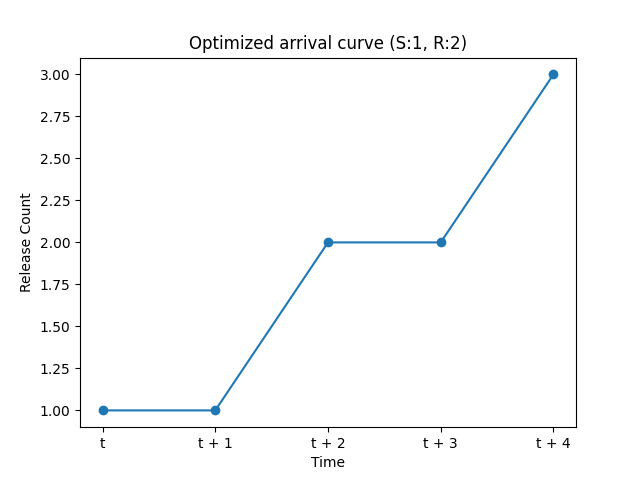 Optimized arrival curve (S:1, R:2)
3.00
2.75
2.50
2.25
2.00
1.75
1.50
1.25
1.00
Release Count
t
t + 1
t + 2
t + 3
t + 4
Time